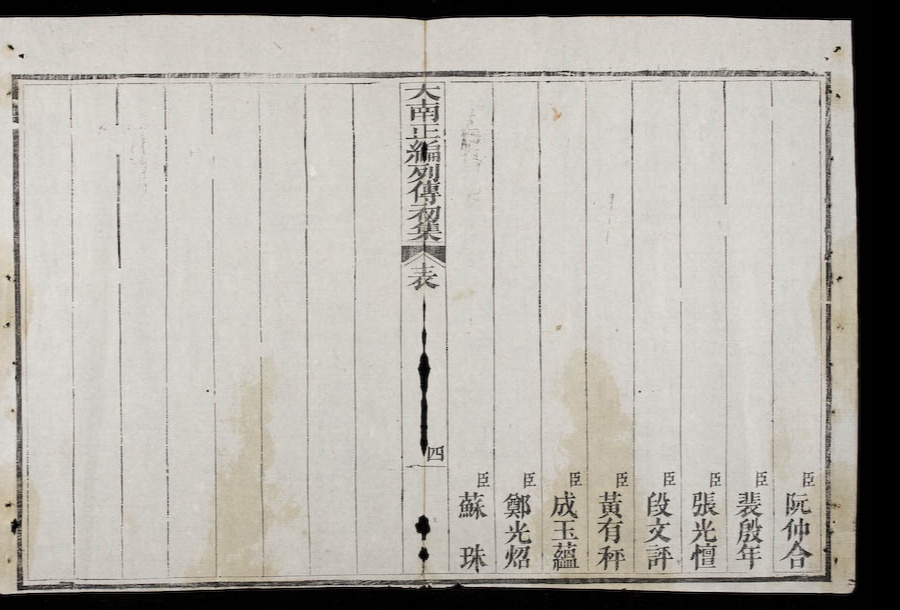 臣阮仲合
臣裴殷年
臣張光憻
臣段文評
臣黃有秤
臣成玉蘊
臣鄭光炤
臣蘇珠
大南正編列傳初集
表
四